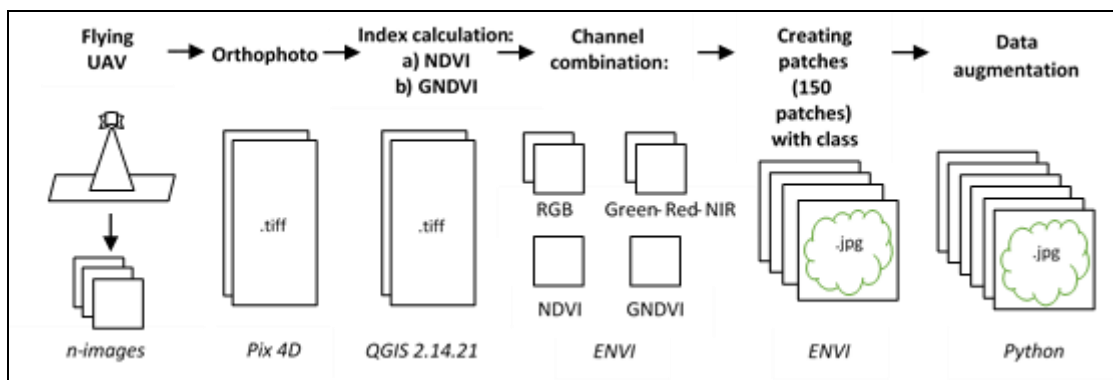 Flying
UAV
Orthophoto
Index calculation:
a) NDVI
b) GNDVI
Channel
combination:
Creating
patches
(150
patches)
with class
Data
augmentation
.tiff
.tiff
RGB
Green-Red-NIR
NDVI
GNDVI
.jpg
.jpg
n-images
Pix 4D
QGIS 2.14.21
ENVI
ENVI
Python